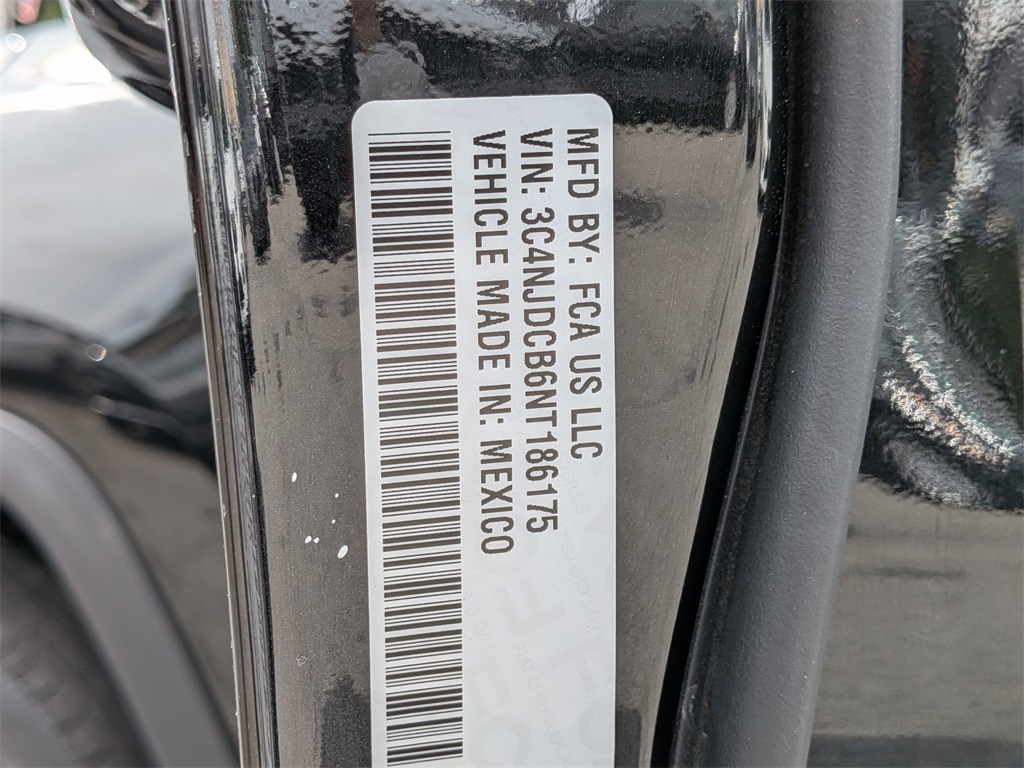 MFD BY: FCA US LLC
VIN: 3C4NJDCB6NT186175
VEHICLE MADE IN: MEXICO